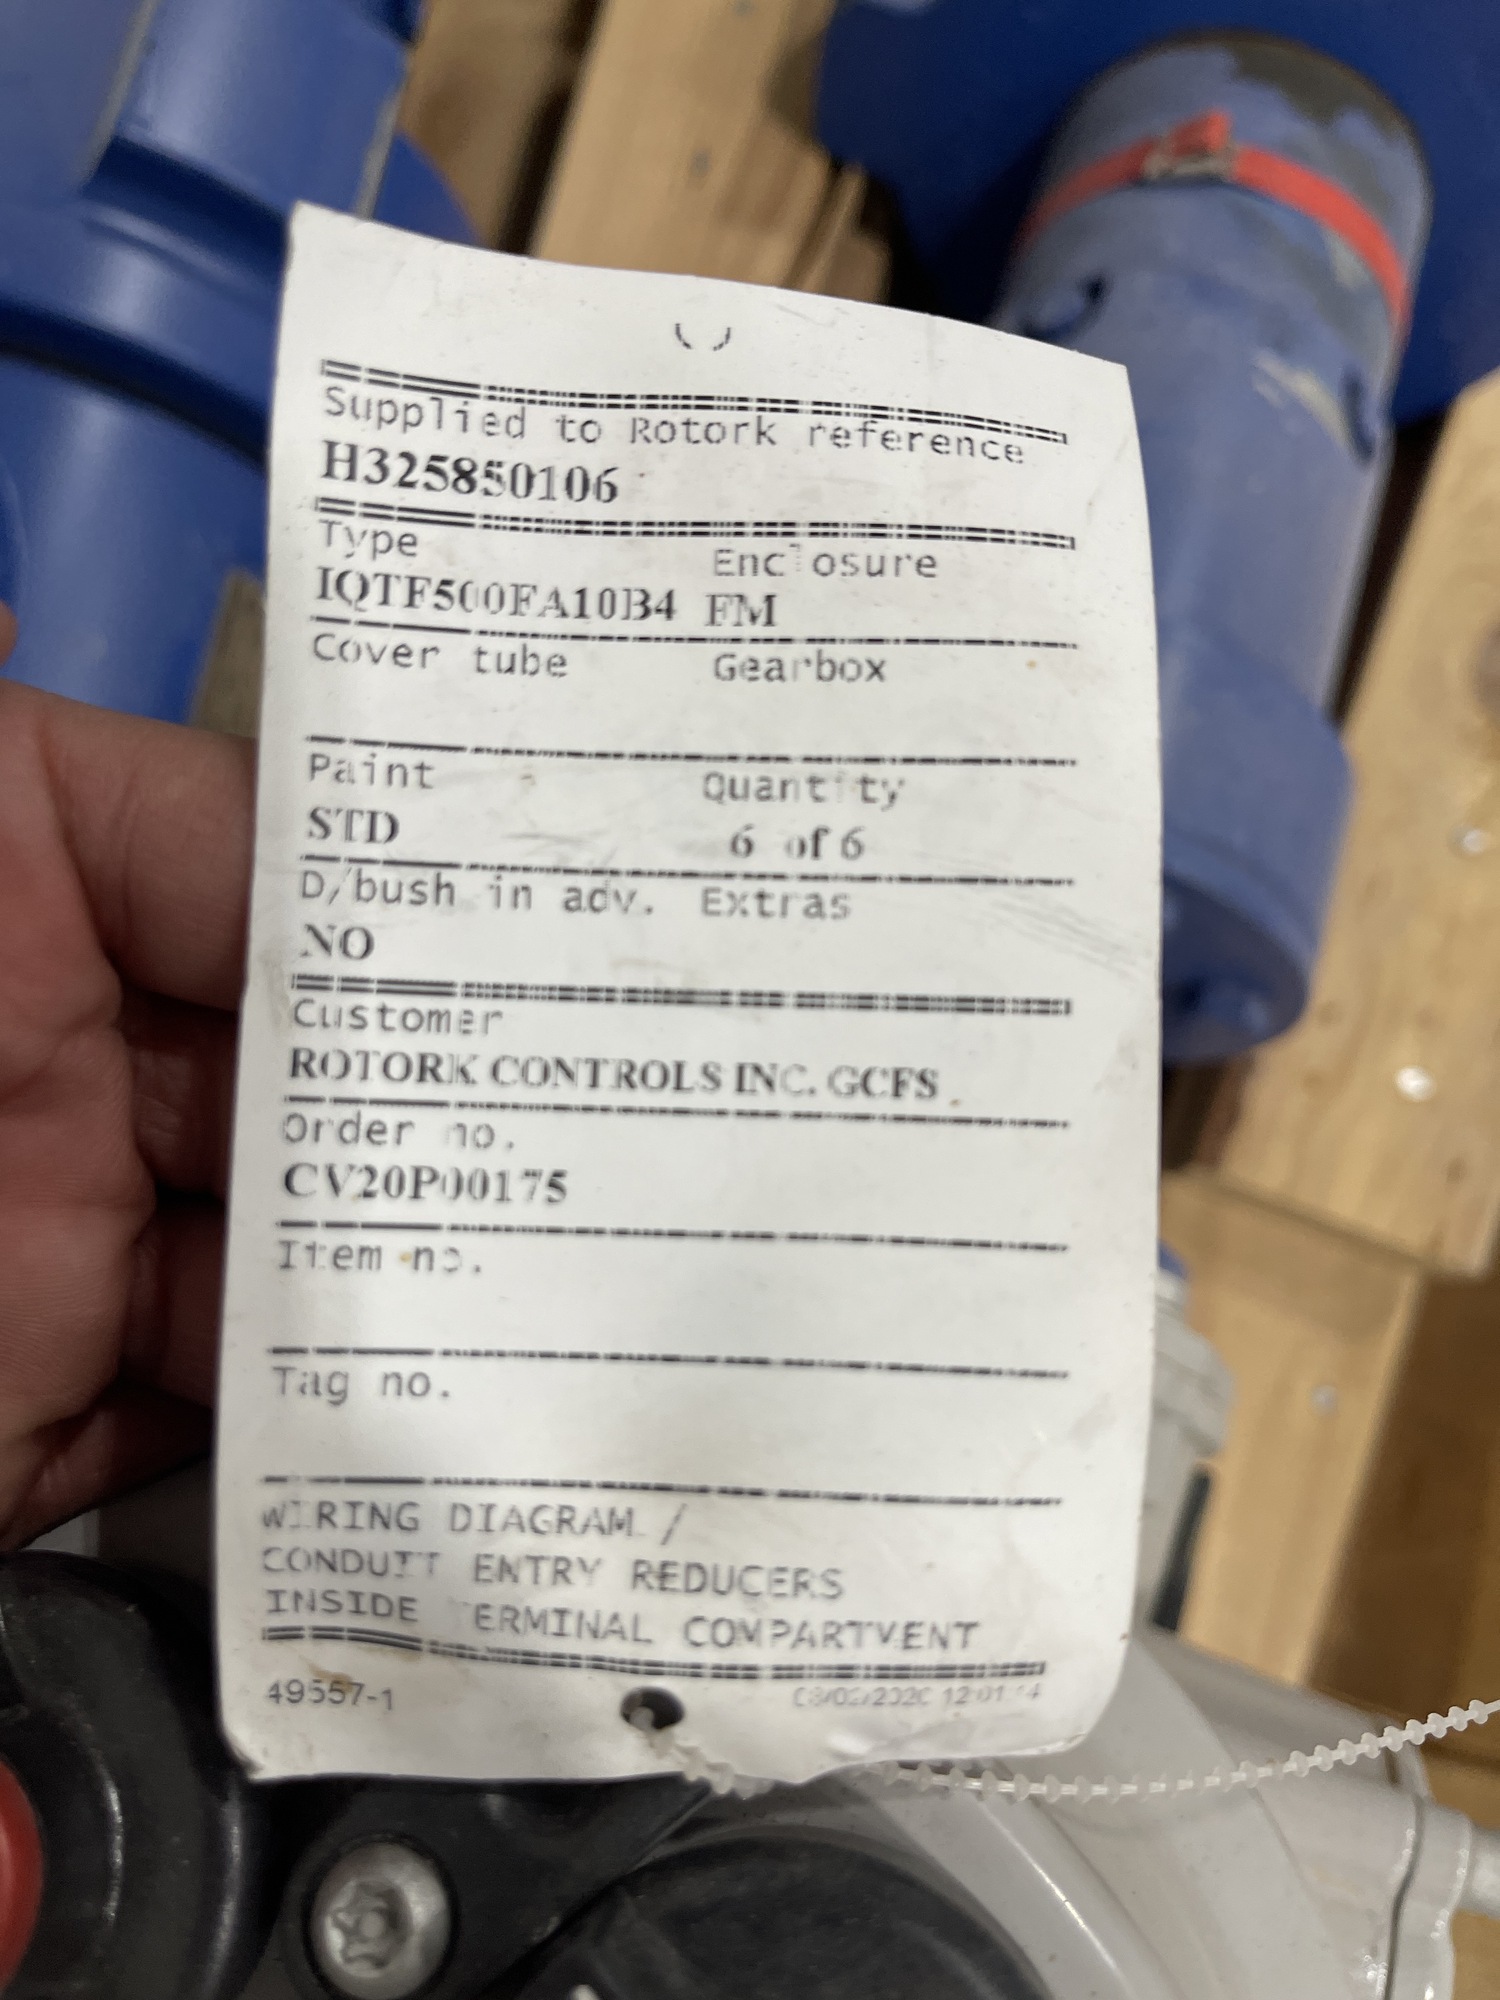 Supplied to Rotork reference
H325850106
Type Enclosure
IQTF500FA10B4 FM
Cover tube Gearbox
Paint Quantity
STD 6 of 6
D/bush in adv. Extras
NO
Customer
ROTORK CONTROLS INC. GCFS
Order no.
CV20P00175
Item no.
Tag no.
WIRING DIAGRAM /
CONDUIT ENTRY REDUCERS
INSIDE TERMINAL COMPARTMENT
49557-1